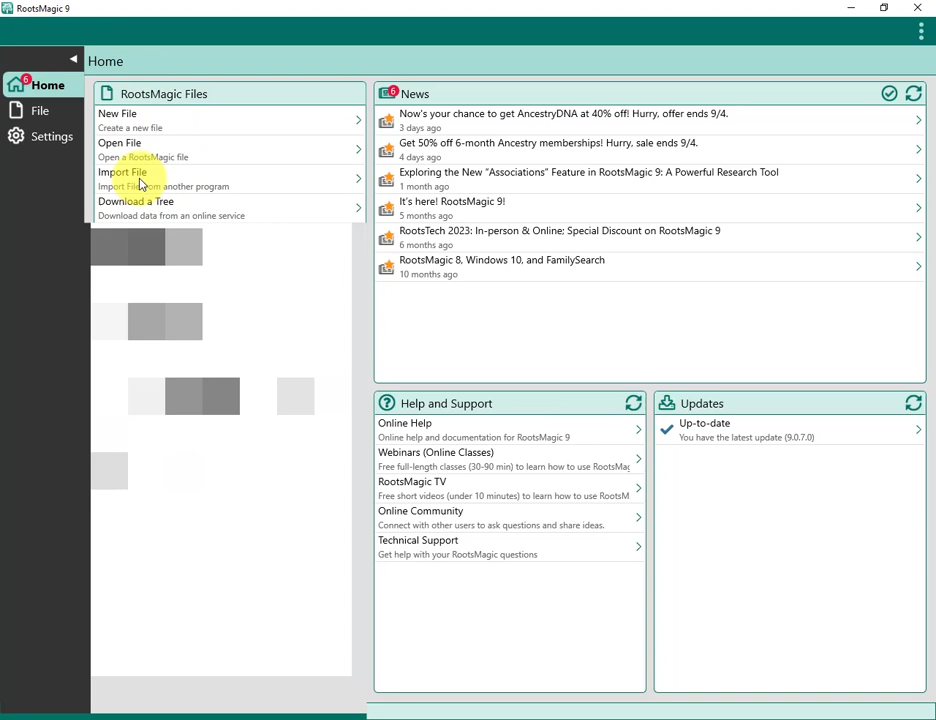 RootsMagic 9
Home
6
Home
File
Settings
RootsMagic Files
New File
Create a new file
Open File
Open a RootsMagic file
Import File
Import File from another program
Download a Tree
Download data from an online service
6
News
Now's your chance to get AncestryDNA at 40% off! Hurry, offer ends 9/4.
3 days ago
Get 50% off 6-month Ancestry memberships! Hurry, sale ends 9/4.
4 days ago
Exploring the New "Associations" Feature in RootsMagic 9: A Powerful Research Tool
1 month ago
It's here! RootsMagic 9!
5 months ago
RootsTech 2023: In-person & Online; Special Discount on RootsMagic 9
6 months ago
RootsMagic 8, Windows 10, and FamilySearch
10 months ago
Help and Support
Online Help
Online help and documentation for RootsMagic 9
Webinars (Online Classes)
Free full-length classes (30-90 min) to learn how to use RootsMag
RootsMagic TV
Free short videos (under 10 minutes) to learn how to use RootsM
Online Community
Connect with other users to ask questions and share ideas.
Technical Support
Get help with your RootsMagic questions
Updates
Up-to-date
You have the latest update (9.0.7.0)